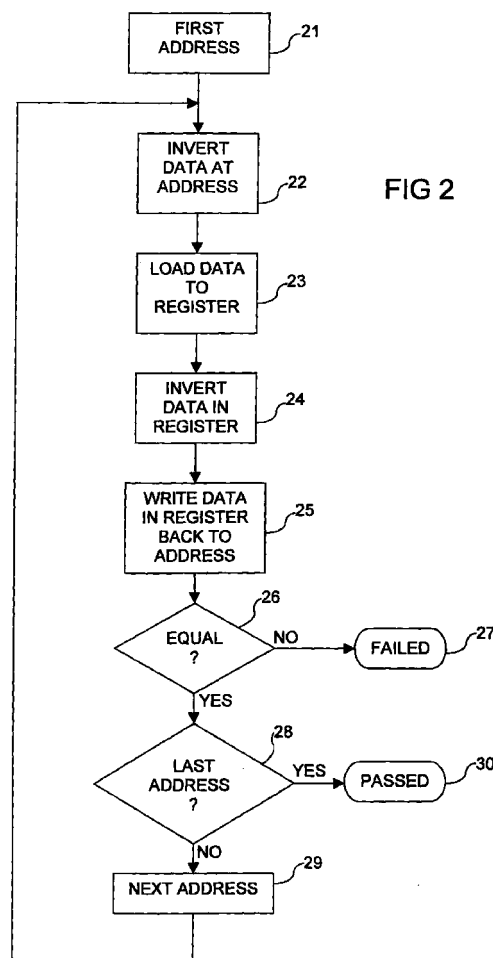 FIRST
ADDRESS
21
INVERT
DATA AT
ADDRESS
22
FIG 2
LOAD DATA
TO
REGISTER
23
INVERT
DATA IN
REGISTER
24
WRITE DATA
IN REGISTER
BACK TO
ADDRESS
25
26
EQUAL
?
NO
FAILED
27
YES
28
LAST
ADDRESS
?
YES
PASSED
30
NO
29
NEXT ADDRESS